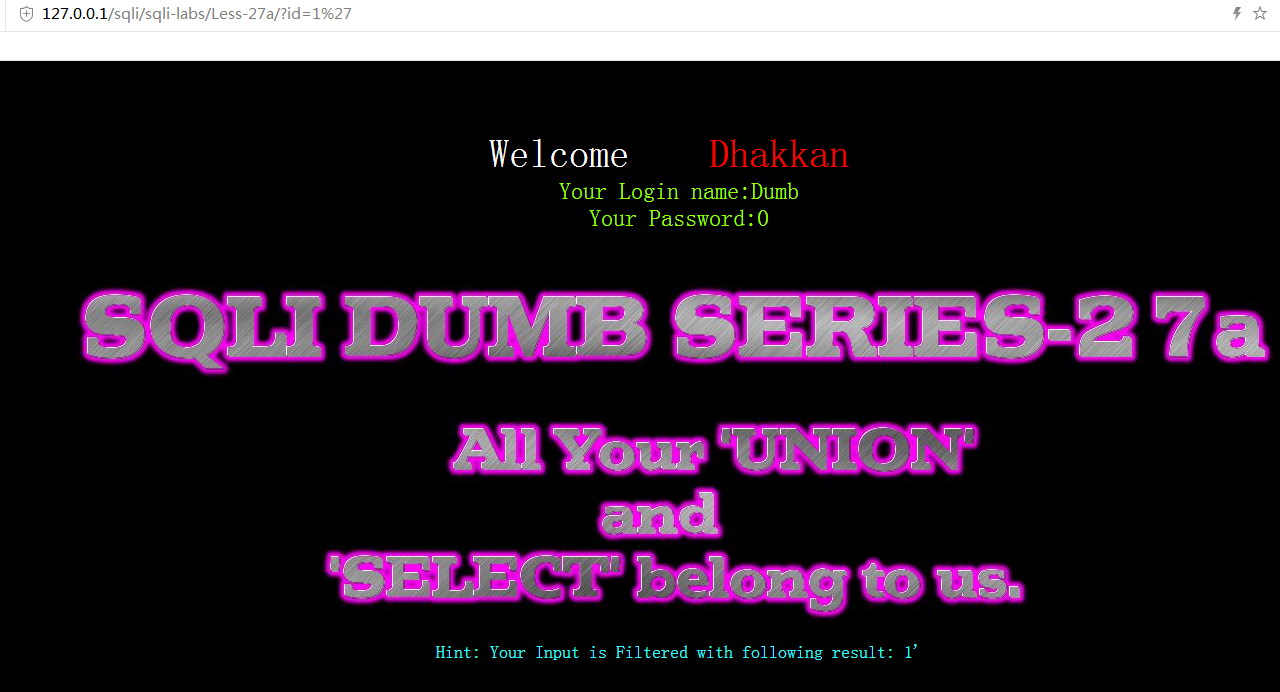 127.0.0.1/sqli/sqli-labs/Less-27a/?id=1%27
Welcome Dhakkan
Your Login name:Dumb
Your Password:0
SQLI DUMB SERIES-2 7a
All Your 'UNION'
and
'SELECT' belong to us.
Hint: Your Input is Filtered with following result: 1'